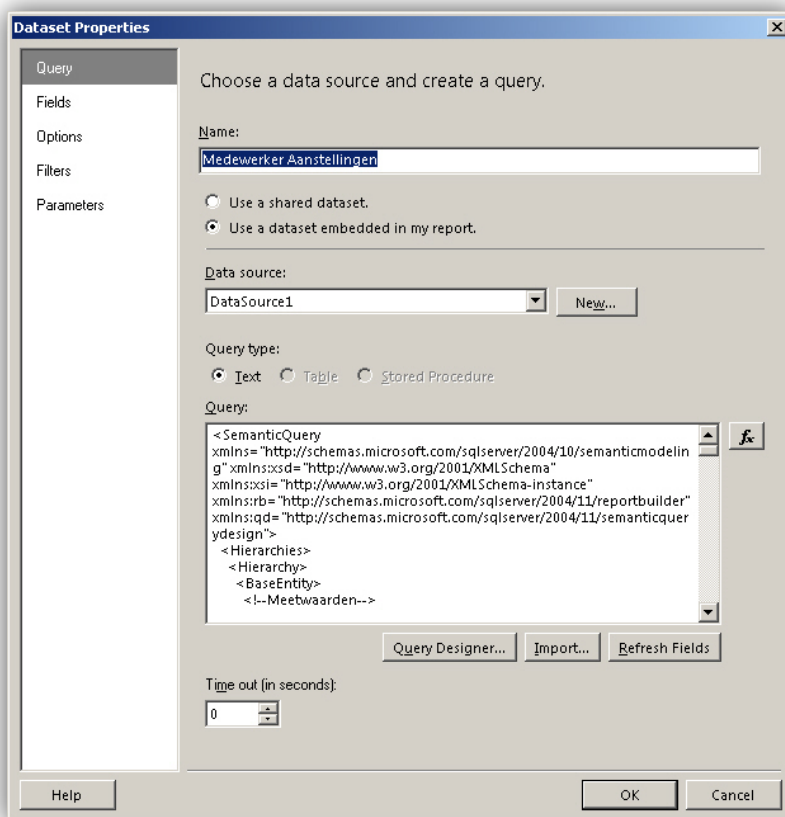 Dataset Properties
Query
Fields
Options
Filters
Parameters
Choose a data source and create a query.
Name:
Medewerker Aanstellingen
Use a shared dataset.
Use a dataset embedded in my report.
Data source:
DataSource1
New...
Query type:
Text Table Stored Procedure
Query:
<SemanticQuery
xmlns="http://schemas.microsoft.com/sqlserver/2004/10/semanticmodelin
g" xmlns:xsd="http://www.w3.org/2001/XMLSchema"
xmlns:xsi="http://www.w3.org/2001/XMLSchema-instance"
xmlns:rb="http://schemas.microsoft.com/sqlserver/2004/11/reportbuilder"
xmlns:qd="http://schemas.microsoft.com/sqlserver/2004/11/semanticquer
ydesign">
<Hierarchies>
<Hierarchy>
<BaseEntity>
<!--Meetwaarden-->
fx
Query Designer... Import... Refresh Fields
Time out (in seconds):
0
Help OK Cancel